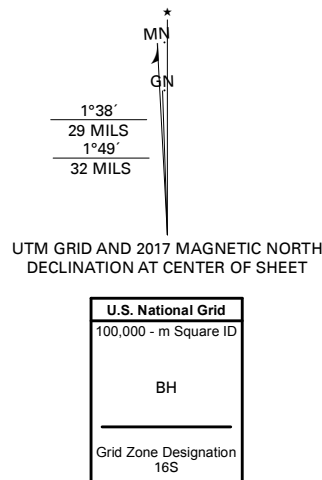 ★
MN
GN
1°38´
29 MILS
1°49´
32 MILS
UTM GRID AND 2017 MAGNETIC NORTH
DECLINATION AT CENTER OF SHEET
U.S. National Grid
100,000 - m Square ID
BH
Grid Zone Designation
16S